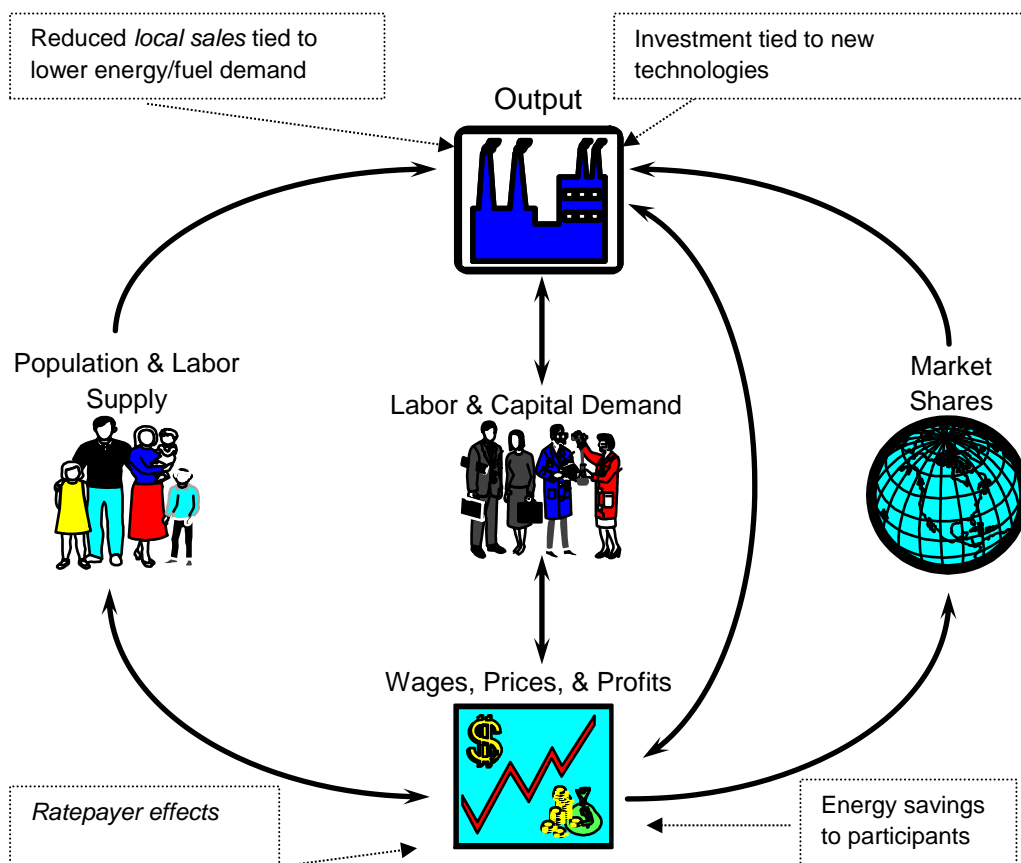 Reduced local sales tied to
lower energy/fuel demand
Investment tied to new
technologies
Output
Population & Labor
Supply
Labor & Capital Demand
Market
Shares
Wages, Prices, & Profits
Ratepayer effects
Energy savings
to participants